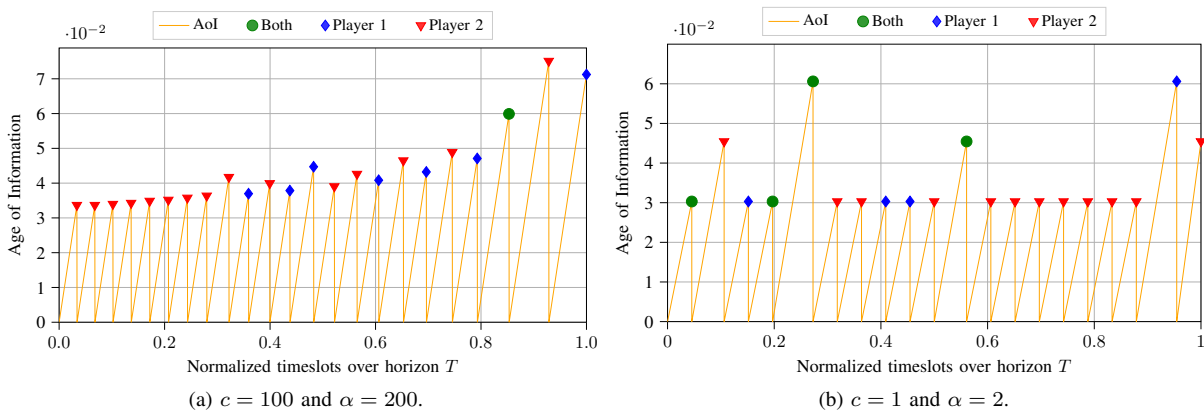 AoI Both Player 1 Player 2
·10⁻²
7
6
5
4
3
2
1
0
Age of Information
0.0 0.2 0.4 0.6 0.8 1.0
Normalized timeslots over horizon T
(a) c = 100 and α = 200.
AoI Both Player 1 Player 2
·10⁻²
6
4
2
0
Age of Information
0.0 0.2 0.4 0.6 0.8 1
Normalized timeslots over horizon T
(b) c = 1 and α = 2.